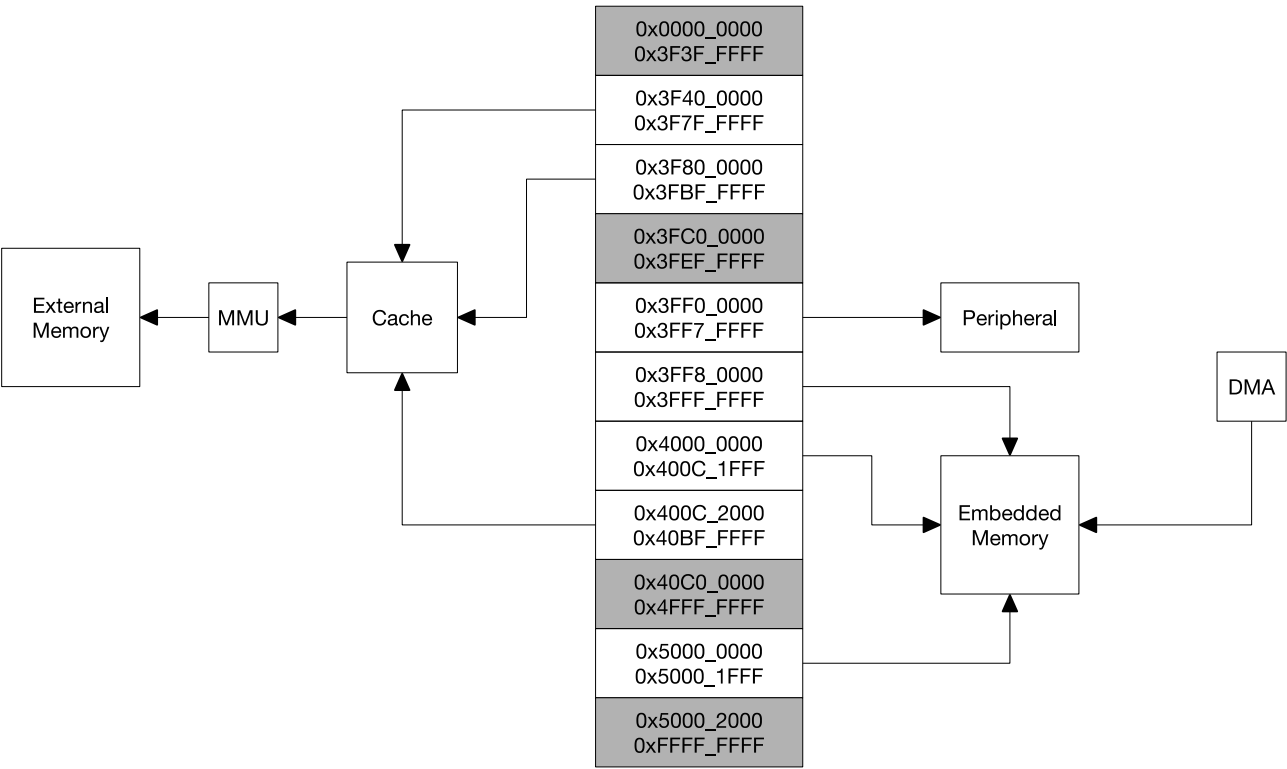 0x0000_0000
0x3F3F_FFFF
0x3F40_0000
0x3F7F_FFFF
0x3F80_0000
0x3FBF_FFFF
0x3FC0_0000
0x3FEF_FFFF
0x3FF0_0000
0x3FF7_FFFF
0x3FF8_0000
0x3FFF_FFFF
0x4000_0000
0x400C_1FFF
0x400C_2000
0x40BF_FFFF
0x40C0_0000
0x4FFF_FFFF
0x5000_0000
0x5000_1FFF
0x5000_2000
0xFFFF_FFFF
External
Memory
MMU
Cache
Peripheral
DMA
Embedded
Memory